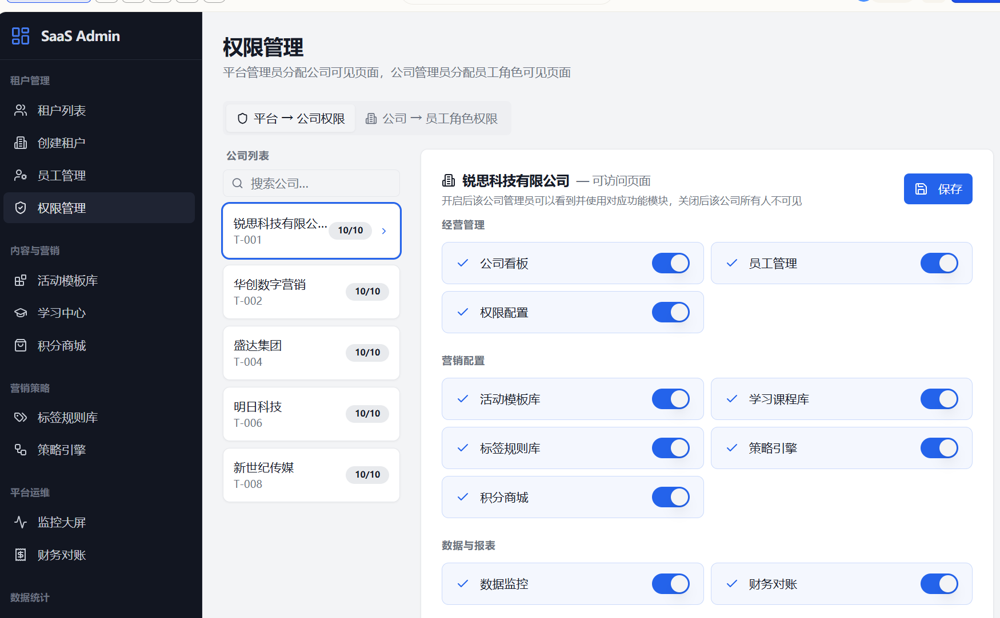 SaaS Admin
租户管理
租户列表
创建租户
员工管理
权限管理
内容与营销
活动模板库
学习中心
积分商城
营销策略
标签规则库
策略引擎
平台运维
监控大屏
财务对账
数据统计
权限管理
平台管理员分配公司可见页面，公司管理员分配员工角色可见页面
平台 → 公司权限
公司 → 员工角色权限
公司列表
搜索公司...
锐思科技有限公...
T-001
10/10
华创数字营销
T-002
10/10
盛达集团
T-004
10/10
明日科技
T-006
10/10
新世纪传媒
T-008
10/10
锐思科技有限公司 — 可访问页面
开启后该公司管理员可以看到并使用对应功能模块，关闭后该公司所有人不可见
保存
经营管理
公司看板
员工管理
权限配置
营销配置
活动模板库
学习课程库
标签规则库
策略引擎
积分商城
数据与报表
数据监控
财务对账